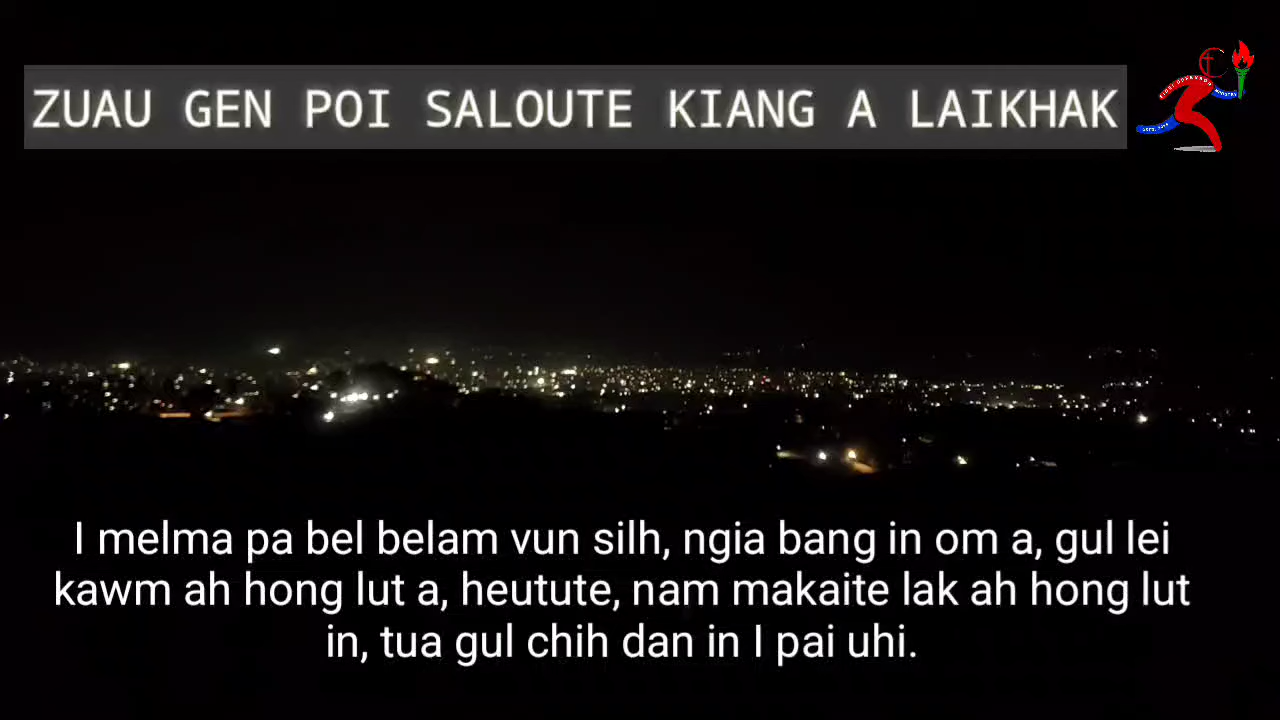 ZUAU GEN POI SALOUTE KIANG A LAIKHAK
I melma pa bel belam vun silh, ngia bang in om a, gul lei
kawm ah hong lut a, heutute, nam makaite lak ah hong lut
in, tua gul chih dan in I pai uhi.